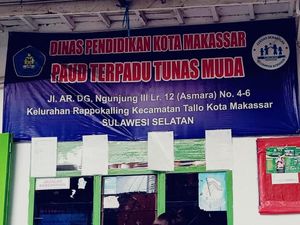 DINAS PENDIDIKAN KOTA MAKASSAR
PAUD TERPADU TUNAS MUDA
Jl. AR. DG. Ngunjung III Lr. 12 (Asmara) No. 4-6
Kelurahan Rappokalling Kecamatan Tallo Kota Makassar
SULAWESI SELATAN